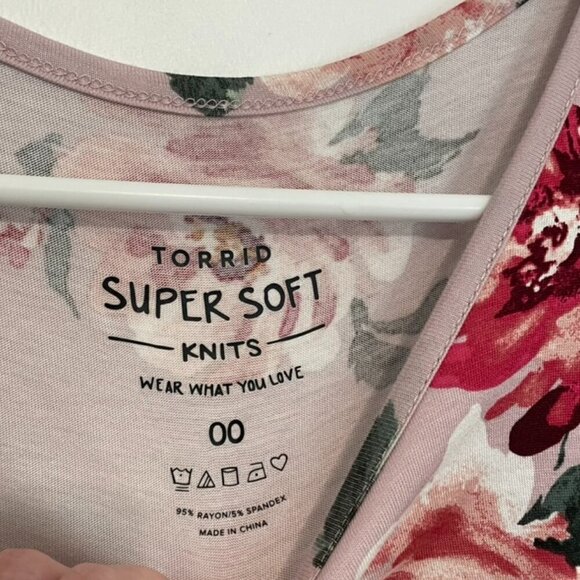 TORRID
SUPER SOFT
KNITS
WEAR WHAT YOU LOVE
00
95% RAYON/5% SPANDEX
MADE IN CHINA